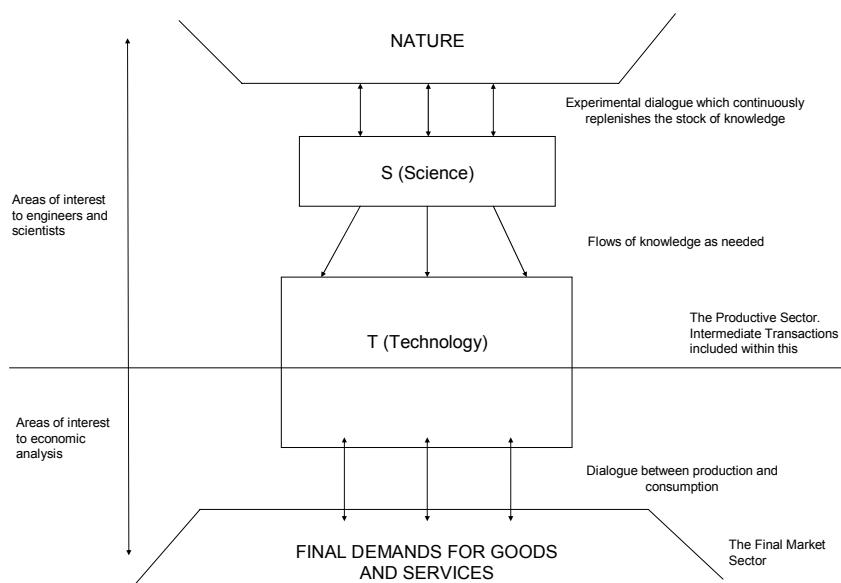 NATURE
Experimental dialogue which continuously
replenishes the stock of knowledge
S (Science)
Areas of interest
to engineers and
scientists
Flows of knowledge as needed
The Productive Sector.
Intermediate Transactions
included within this
T (Technology)
Areas of interest
to economic
analysis
Dialogue between production and
consumption
The Final Market
Sector
FINAL DEMANDS FOR GOODS
AND SERVICES